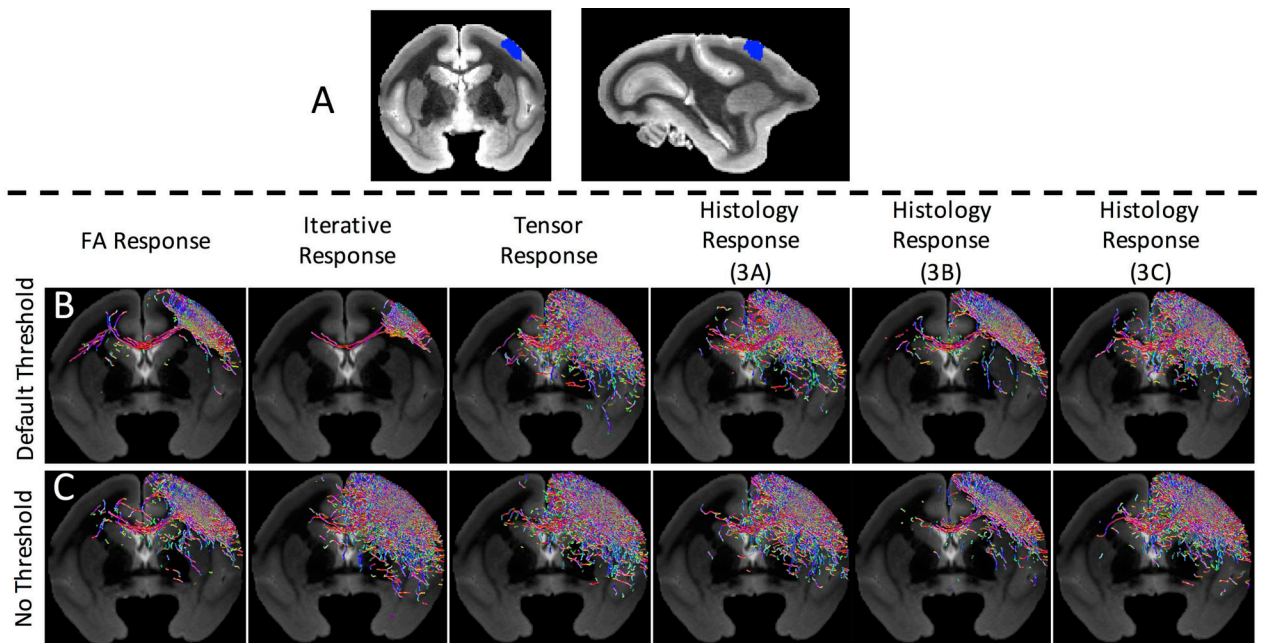 A
FA Response
Iterative
Response
Tensor
Response
Histology
Response
(3A)
Histology
Response
(3B)
Histology
Response
(3C)
Default Threshold
B
No Threshold
C